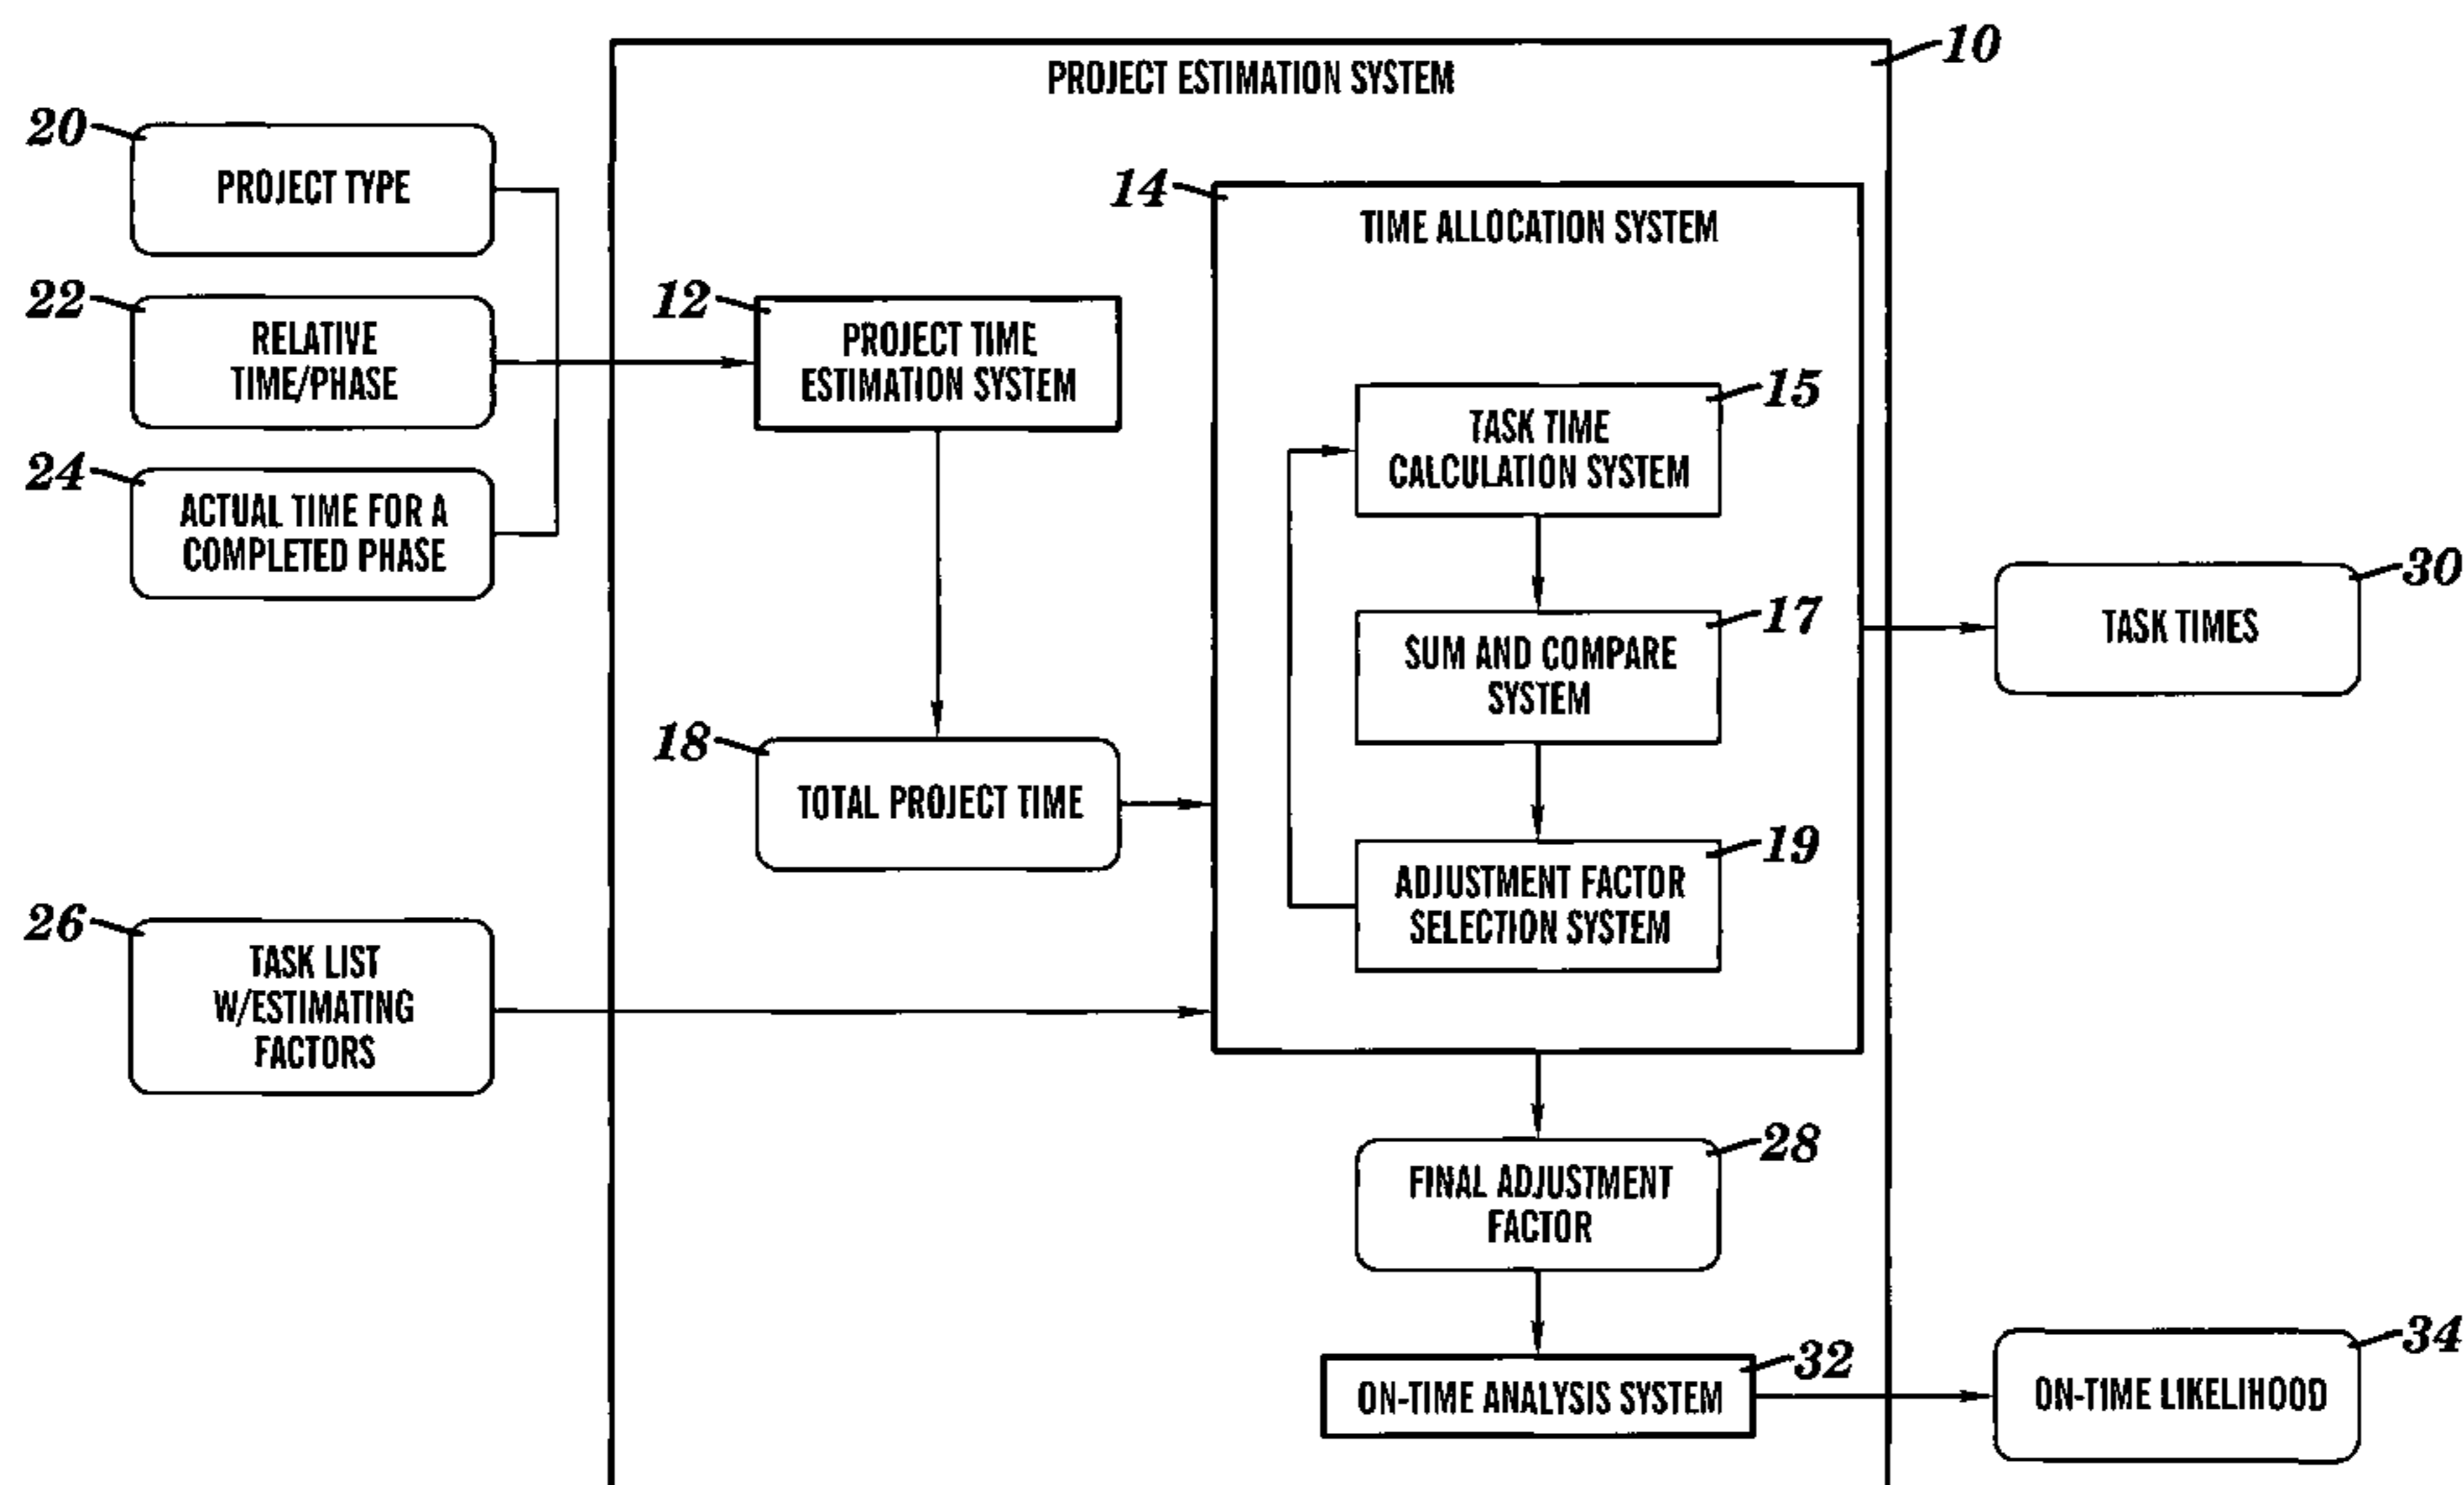 10
PROJECT ESTIMATION SYSTEM
20
PROJECT TYPE
14
TIME ALLOCATION SYSTEM
22
RELATIVE
TIME/PHASE
12
PROJECT TIME
ESTIMATION SYSTEM
15
TASK TIME
CALCULATION SYSTEM
24
ACTUAL TIME FOR A
COMPLETED PHASE
17
SUM AND COMPARE
SYSTEM
30
TASK TIMES
18
TOTAL PROJECT TIME
19
ADJUSTMENT FACTOR
SELECTION SYSTEM
26
TASK LIST
W/ESTIMATING
FACTORS
28
FINAL ADJUSTMENT
FACTOR
32
ON-TIME ANALYSIS SYSTEM
34
ON-TIME LIKELIHOOD